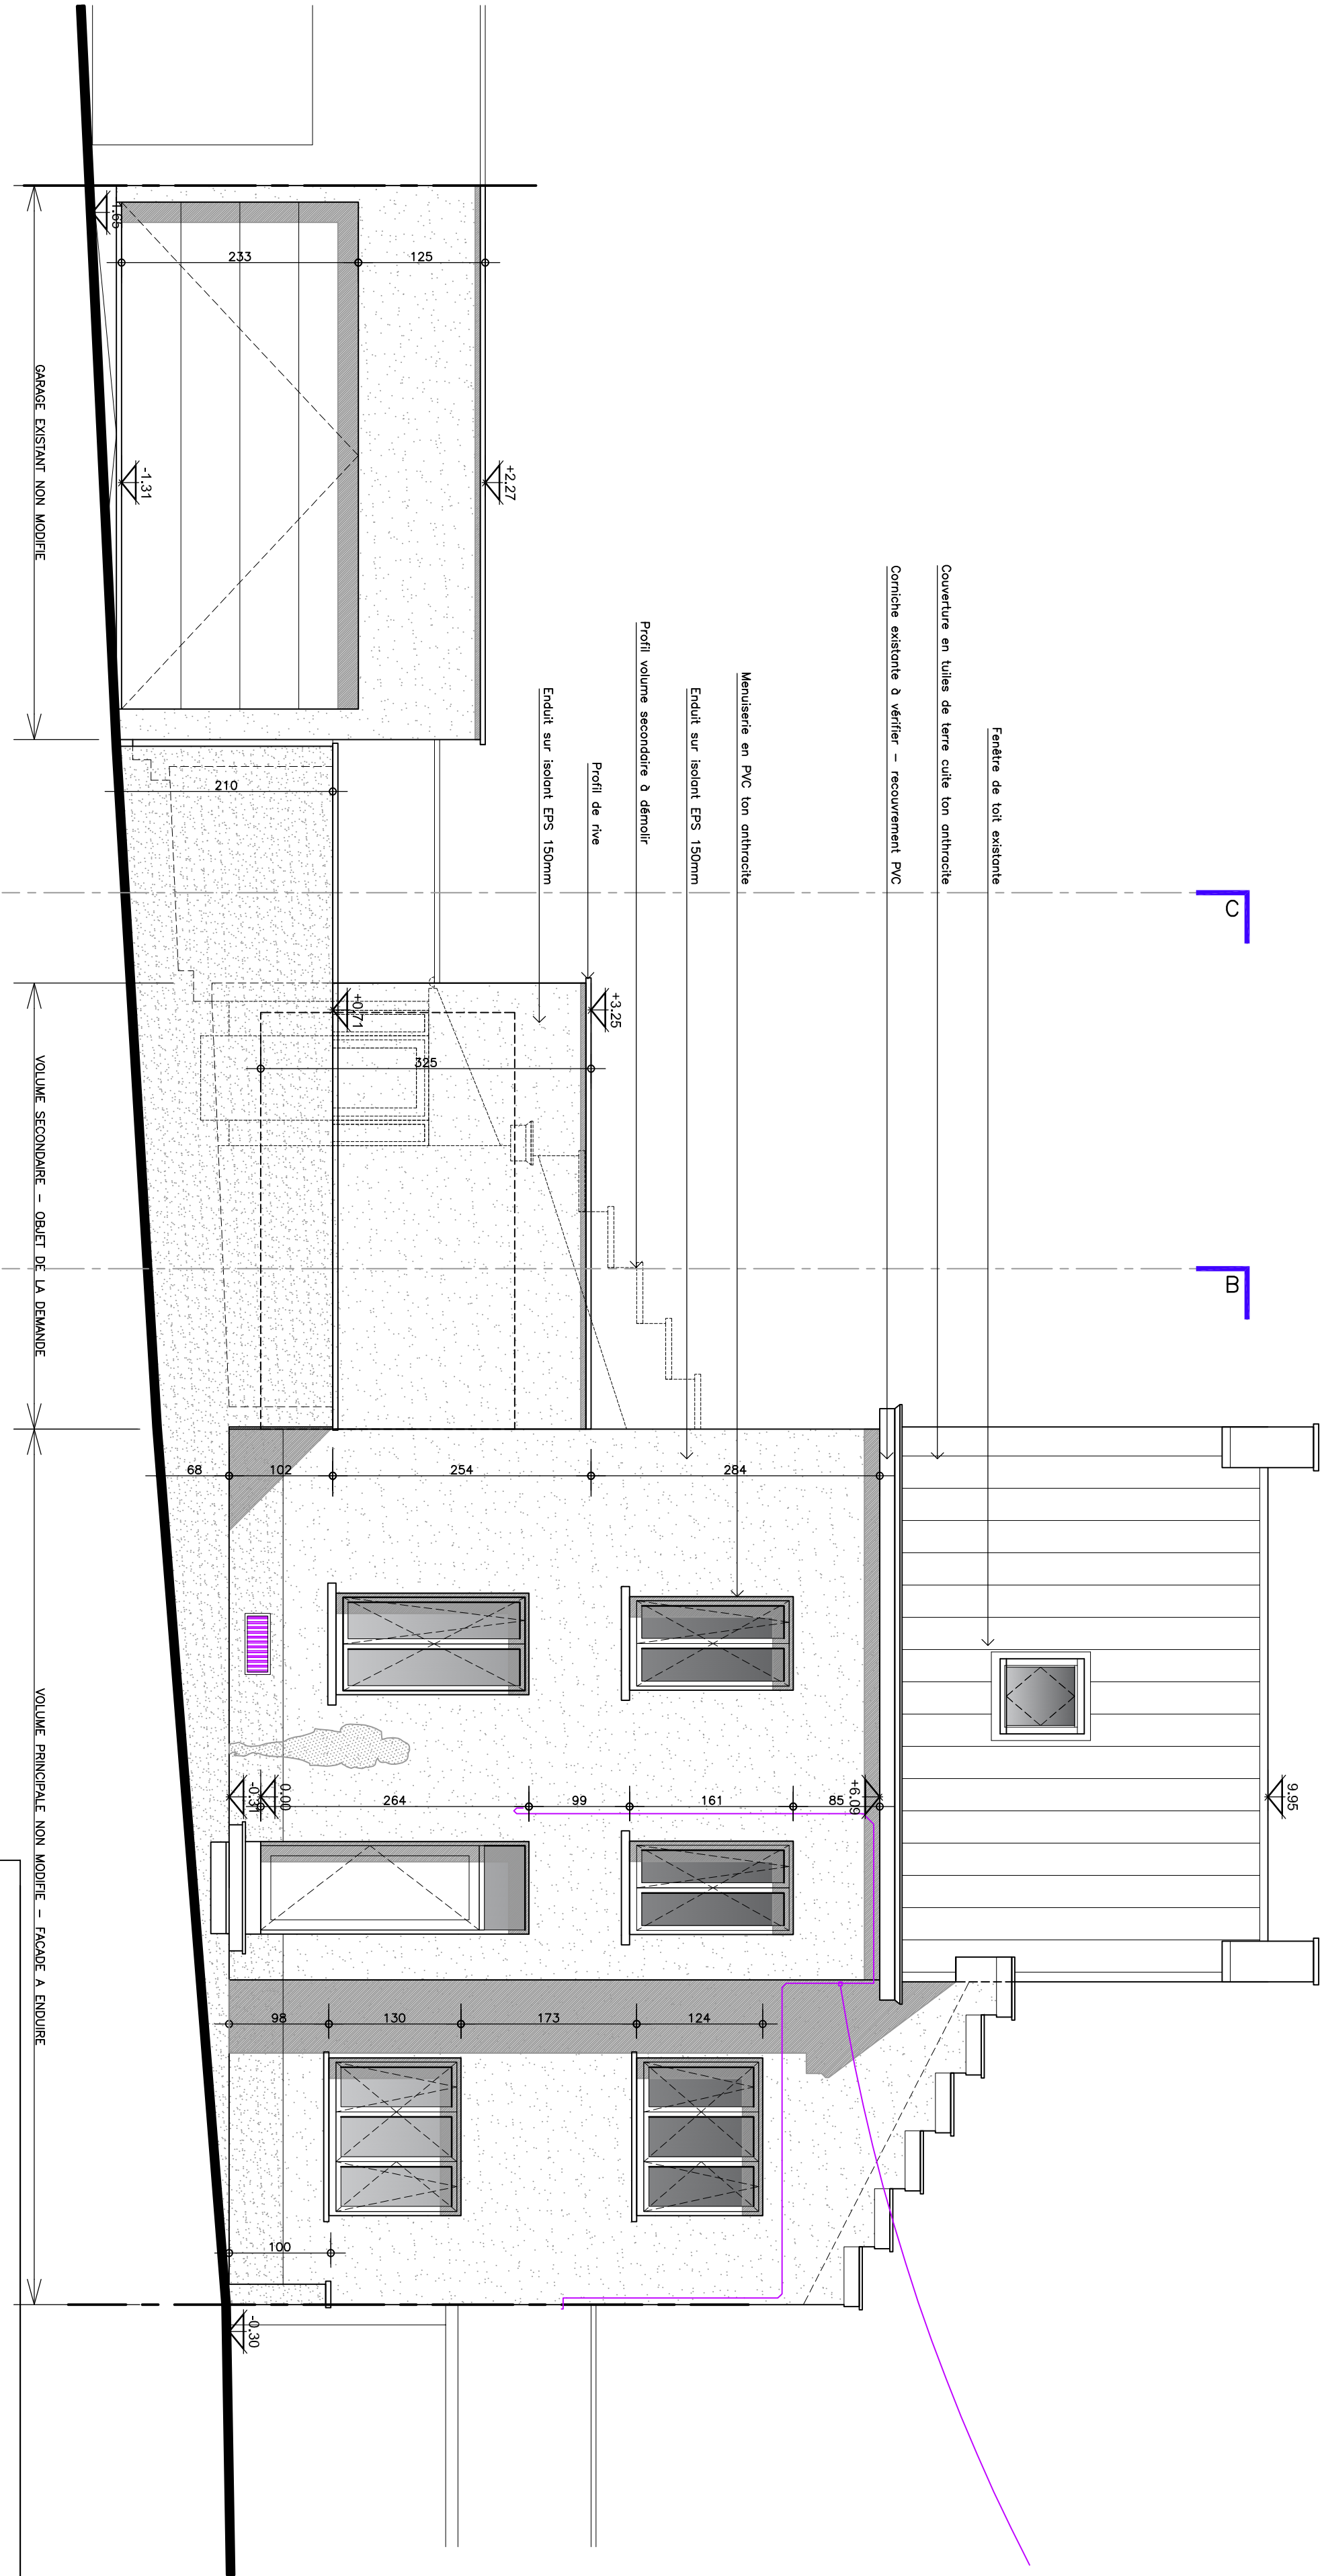 9.95
C
B
Fenêtre de toit existante
Couverture en tuiles de terre cuite ton anthracite
Corniche existante à vérifier – recouvrement PVC
+6.09
Menuiserie en PVC ton anthracite
Enduit sur isolant EPS 150mm
Profil volume secondaire à démolir
Profil de rive
Enduit sur isolant EPS 150mm
+3.25
+2.27
+0.71
0.00
-0.31
-0.30
-1.31
-1.65
125
233
210
325
284
254
102
68
85
161
99
264
124
173
130
98
100
GARAGE EXISTANT NON MODIFIE
VOLUME SECONDAIRE – OBJET DE LA DEMANDE
VOLUME PRINCIPALE NON MODIFIE – FACADE A ENDUIRE